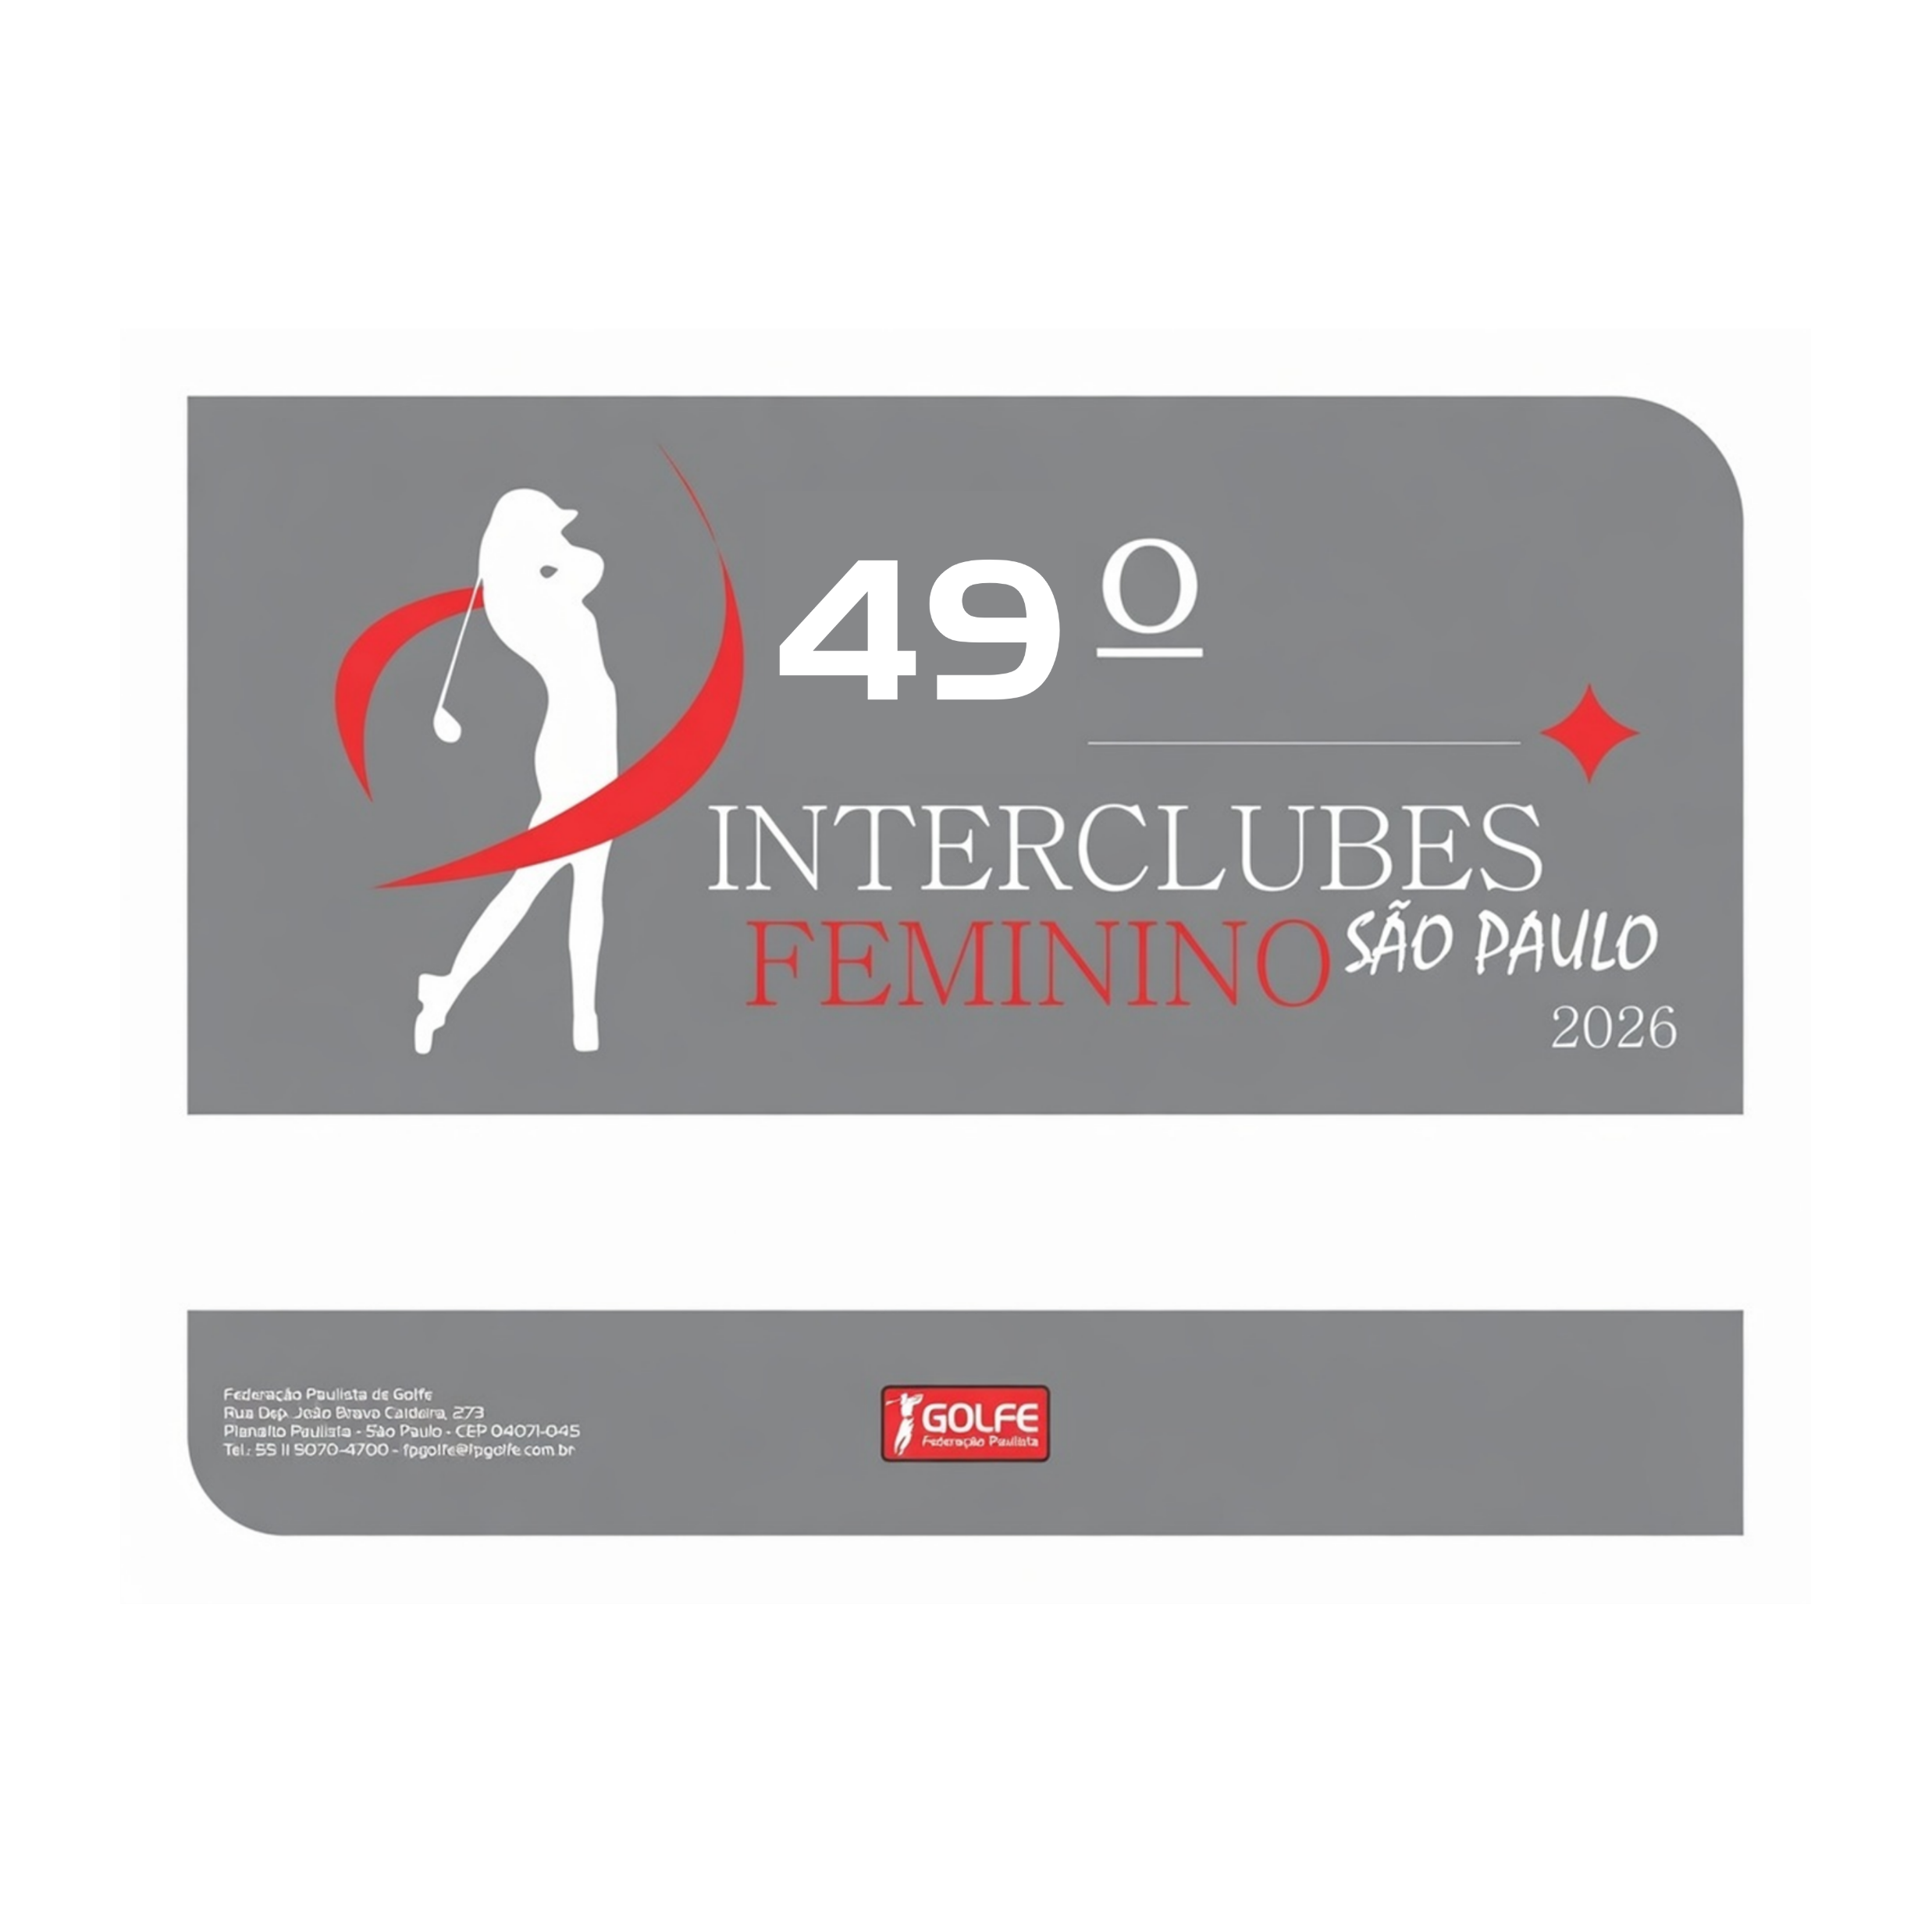 49º
INTERCLUBES
FEMININO SÃO PAULO
2026
Federação Paulista de Golfe
Rua Dep. João Bravo Caldeira, 273
Planalto Paulista - São Paulo - CEP 04071-045
Tel.: 55 11 5070-4700 - fpgolfe@fpgolfe.com.br
GOLFE
Federação Paulista